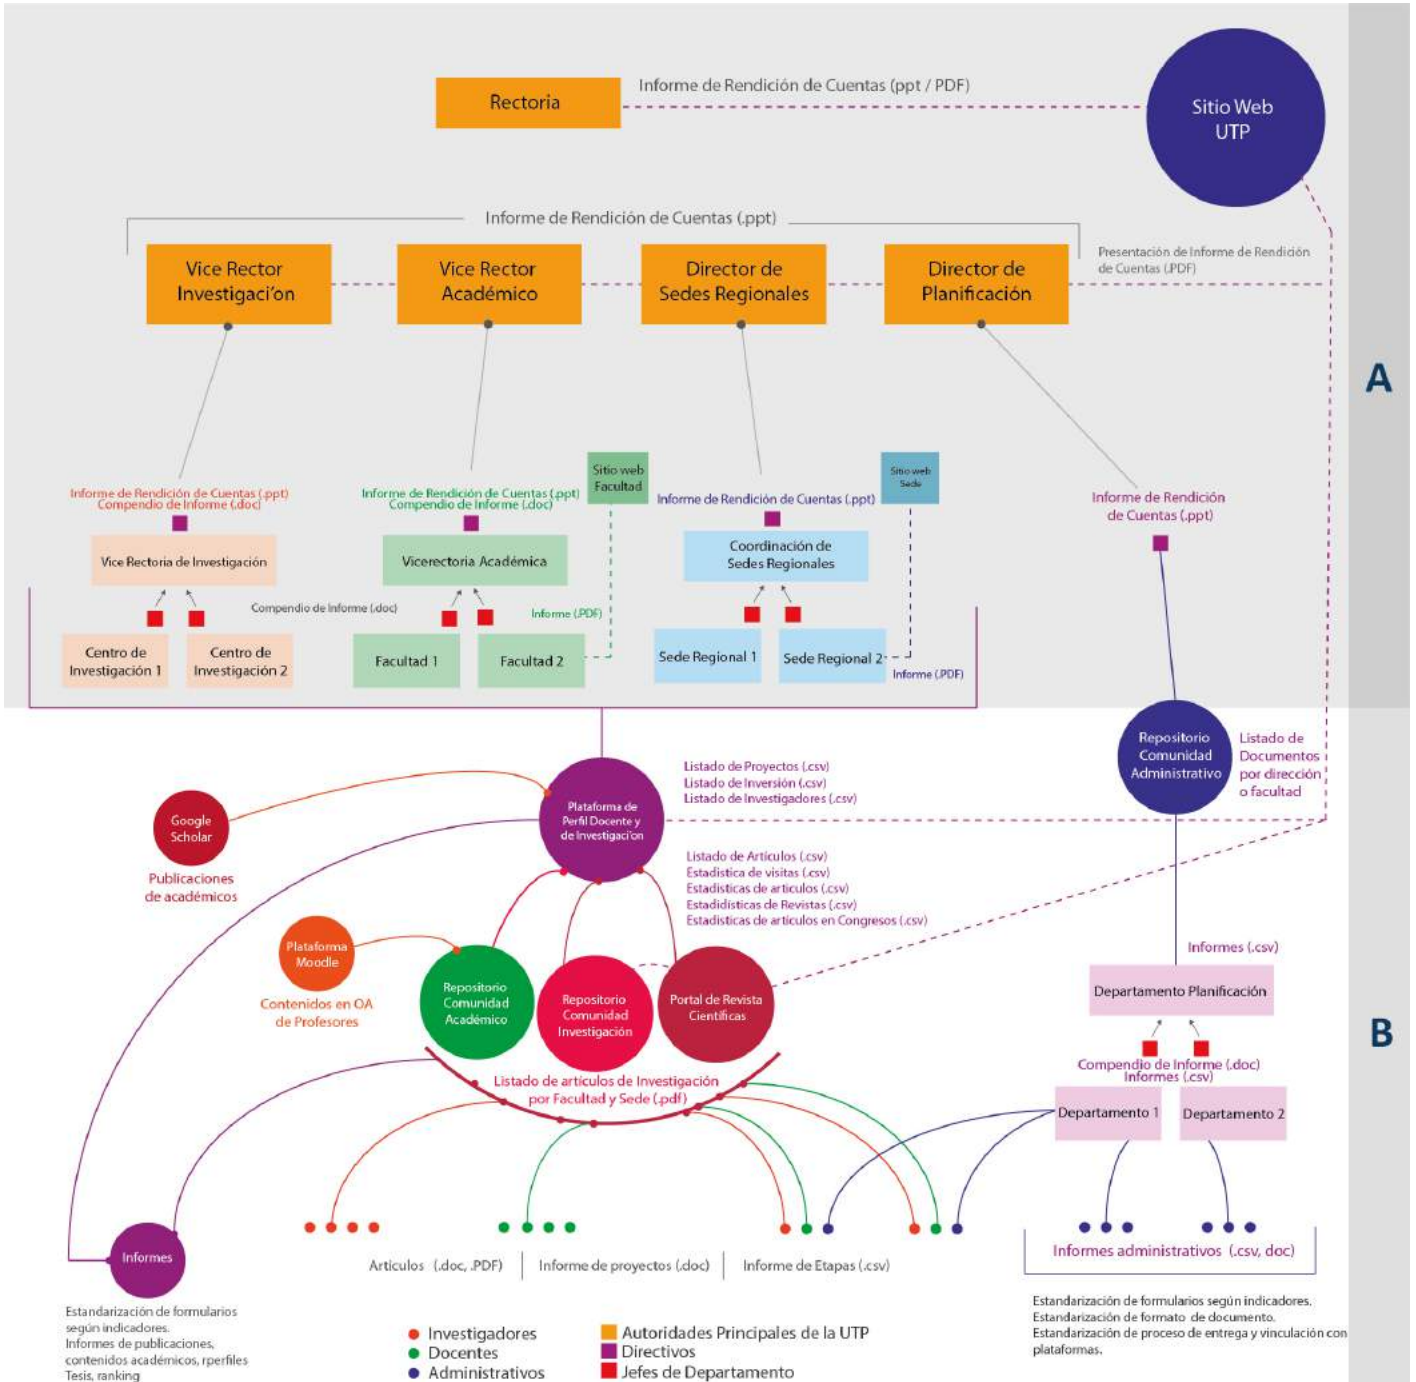 Rectoria
Informe de Rendición de Cuentas (ppt / PDF)
Sitio Web
UTP
Informe de Rendición de Cuentas (.ppt)
Vice Rector
Investigaci'on
Vice Rector
Académico
Director de
Sedes Regionales
Director de
Planificación
Presentación de Informe de Rendición
de Cuentas (.PDF)
A
Informe de Rendición de Cuentas (.ppt)
Compendio de Informe (.doc)
Informe de Rendición de Cuentas (.ppt)
Compendio de Informe (.doc)
Sitio web
Facultad
Informe de Rendición de Cuentas (.ppt)
Sitio web
Sede
Informe de Rendición
de Cuentas (.ppt)
Vice Rectoria de Investigación
Vicerectoria Académica
Coordinación de
Sedes Regionales
Compendio de Informe (.doc)
Informe (.PDF)
Centro de
Investigación 1
Centro de
Investigación 2
Facultad 1
Facultad 2
Sede Regional 1
Sede Regional 2
Informe (.PDF)
Repositorio
Comunidad
Administrativo
Listado de
Documentos
por dirección
o facultad
Listado de Proyectos (.csv)
Listado de Inversión (.csv)
Listado de Investigadores (.csv)
Plataforma de
Perfil Docente y
de Investigaci'on
Google
Scholar
Publicaciones
de académicos
Listado de Artículos (.csv)
Estadistica de visitas (.csv)
Estadísticas de articulos (.csv)
Estadidísticas de Revistas (.csv)
Estadisticas de artículos en Congresos (.csv)
Plataforma
Moodle
Contenidos en OA
de Profesores
Repositorio
Comunidad
Académico
Repositorio
Comunidad
Investigación
Portal de Revista
Científicas
Informes (.csv)
Departamento Planificación
B
Listado de artículos de Investigación
por Facultad y Sede (.pdf)
Compendio de Informe (.doc)
Informes (.csv)
Departamento 1
Departamento 2
Informes
Articulos (.doc, .PDF)
Informe de proyectos (.doc)
Informe de Etapas (.csv)
Informes administrativos (.csv, doc)
Estandarización de formularios
según indicadores.
Informes de publicaciones,
contenidos académicos, rperfiles
Tesis, ranking
Estandarización de formularios según indicadores.
Estandarización de formato de documento.
Estandarización de proceso de entrega y vinculación con
plataformas.
Investigadores
Docentes
Administrativos
Autoridades Principales de la UTP
Directivos
Jefes de Departamento